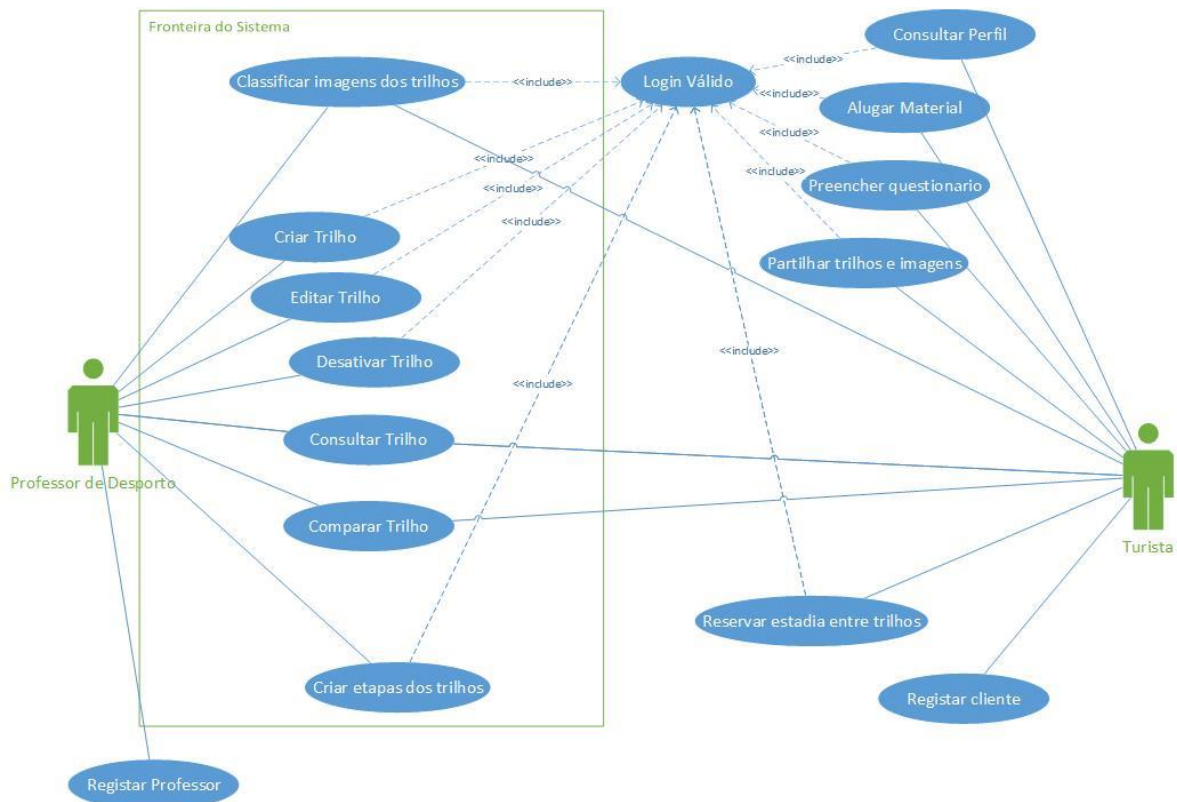 Fronteira do Sistema
Consultar Perfil
<<include>>
Classificar imagens dos trilhos
<<include>>
Login Válido
<<include>>
Alugar Material
<<include>>
<<include>>
<<include>>
<<include>>
Preencher questionario
<<include>>
<<include>>
Criar Trilho
Partilhar trilhos e imagens
Editar Trilho
<<include>>
Desativar Trilho
<<include>>
Consultar Trilho
Professor de Desporto
Comparar Trilho
Turista
Reservar estadia entre trilhos
Criar etapas dos trilhos
Registar cliente
Registar Professor